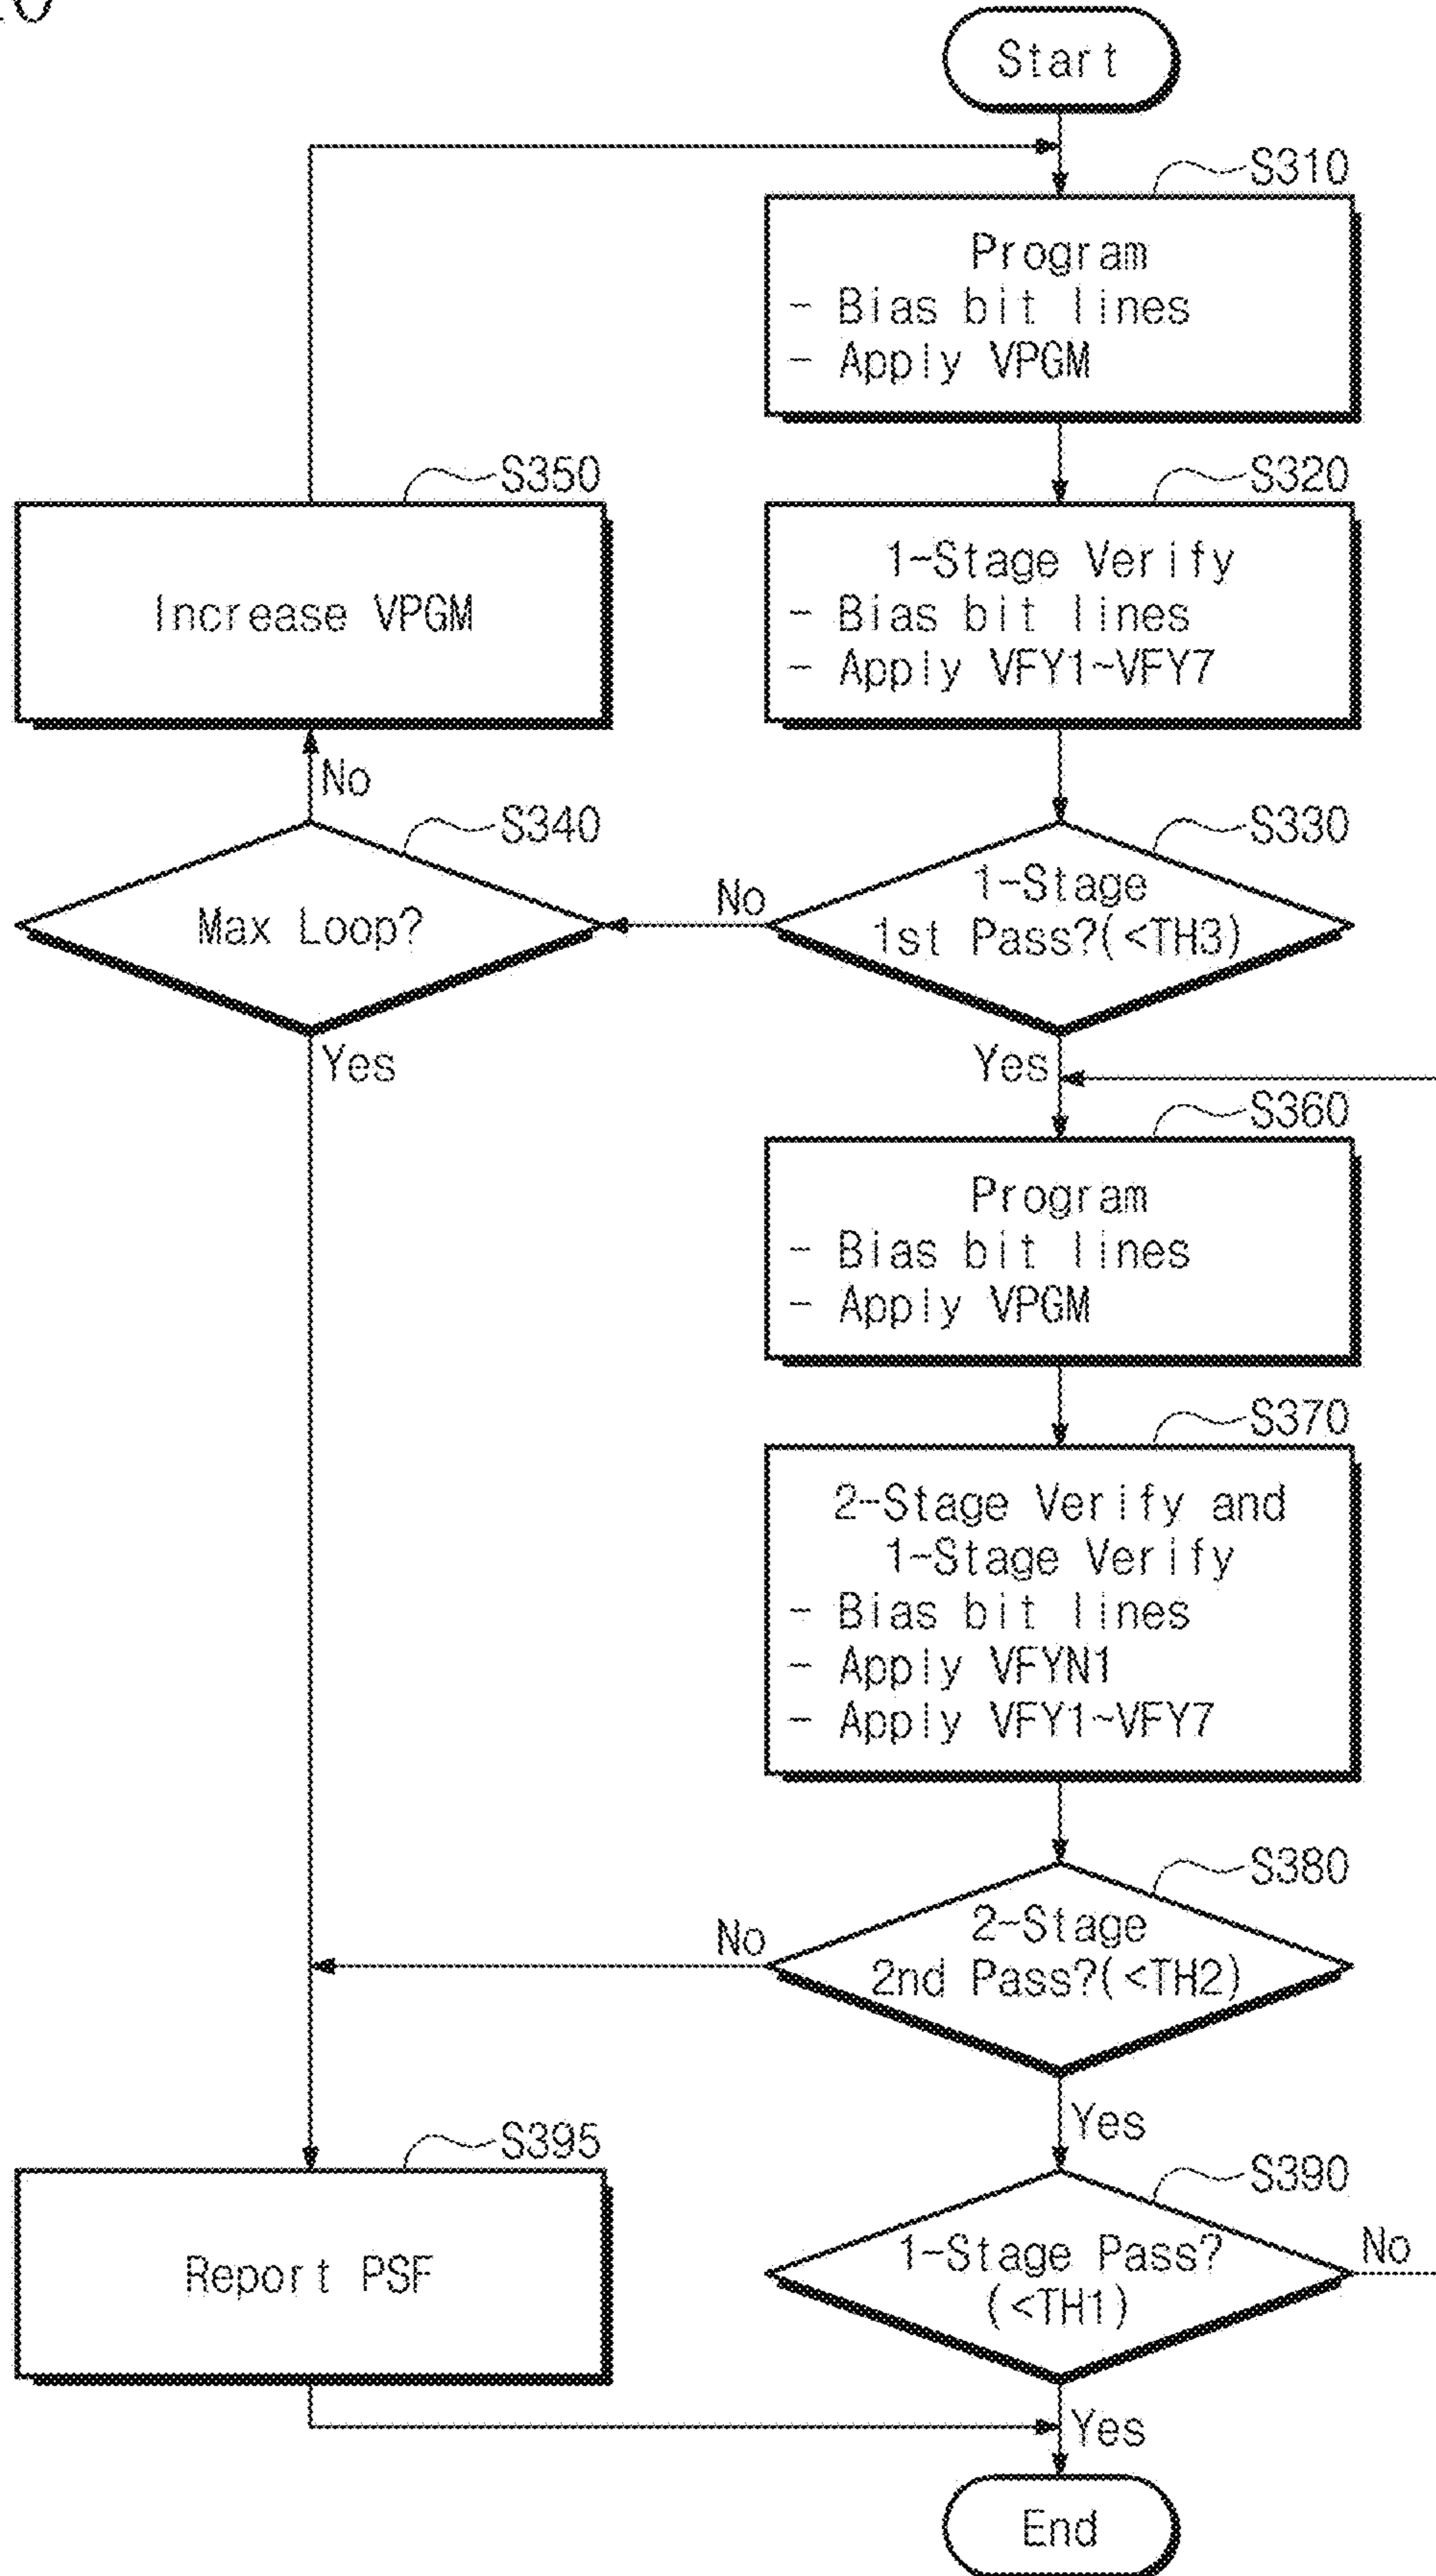 Start
S310
Program
- Bias bit lines
- Apply VPGM
S350
Increase VPGM
S320
1-Stage Verify
- Bias bit lines
- Apply VFY1~VFY7
No
S340
Max Loop?
Yes
S330
1-Stage
1st Pass?(<TH3)
No
Yes
S360
Program
- Bias bit lines
- Apply VPGM
S370
2-Stage Verify and
1-Stage Verify
- Bias bit lines
- Apply VFYN1
- Apply VFY1~VFY7
S380
2-Stage
2nd Pass?(<TH2)
No
Yes
S395
Report PSF
S390
1-Stage Pass?
(<TH1)
No
Yes
End